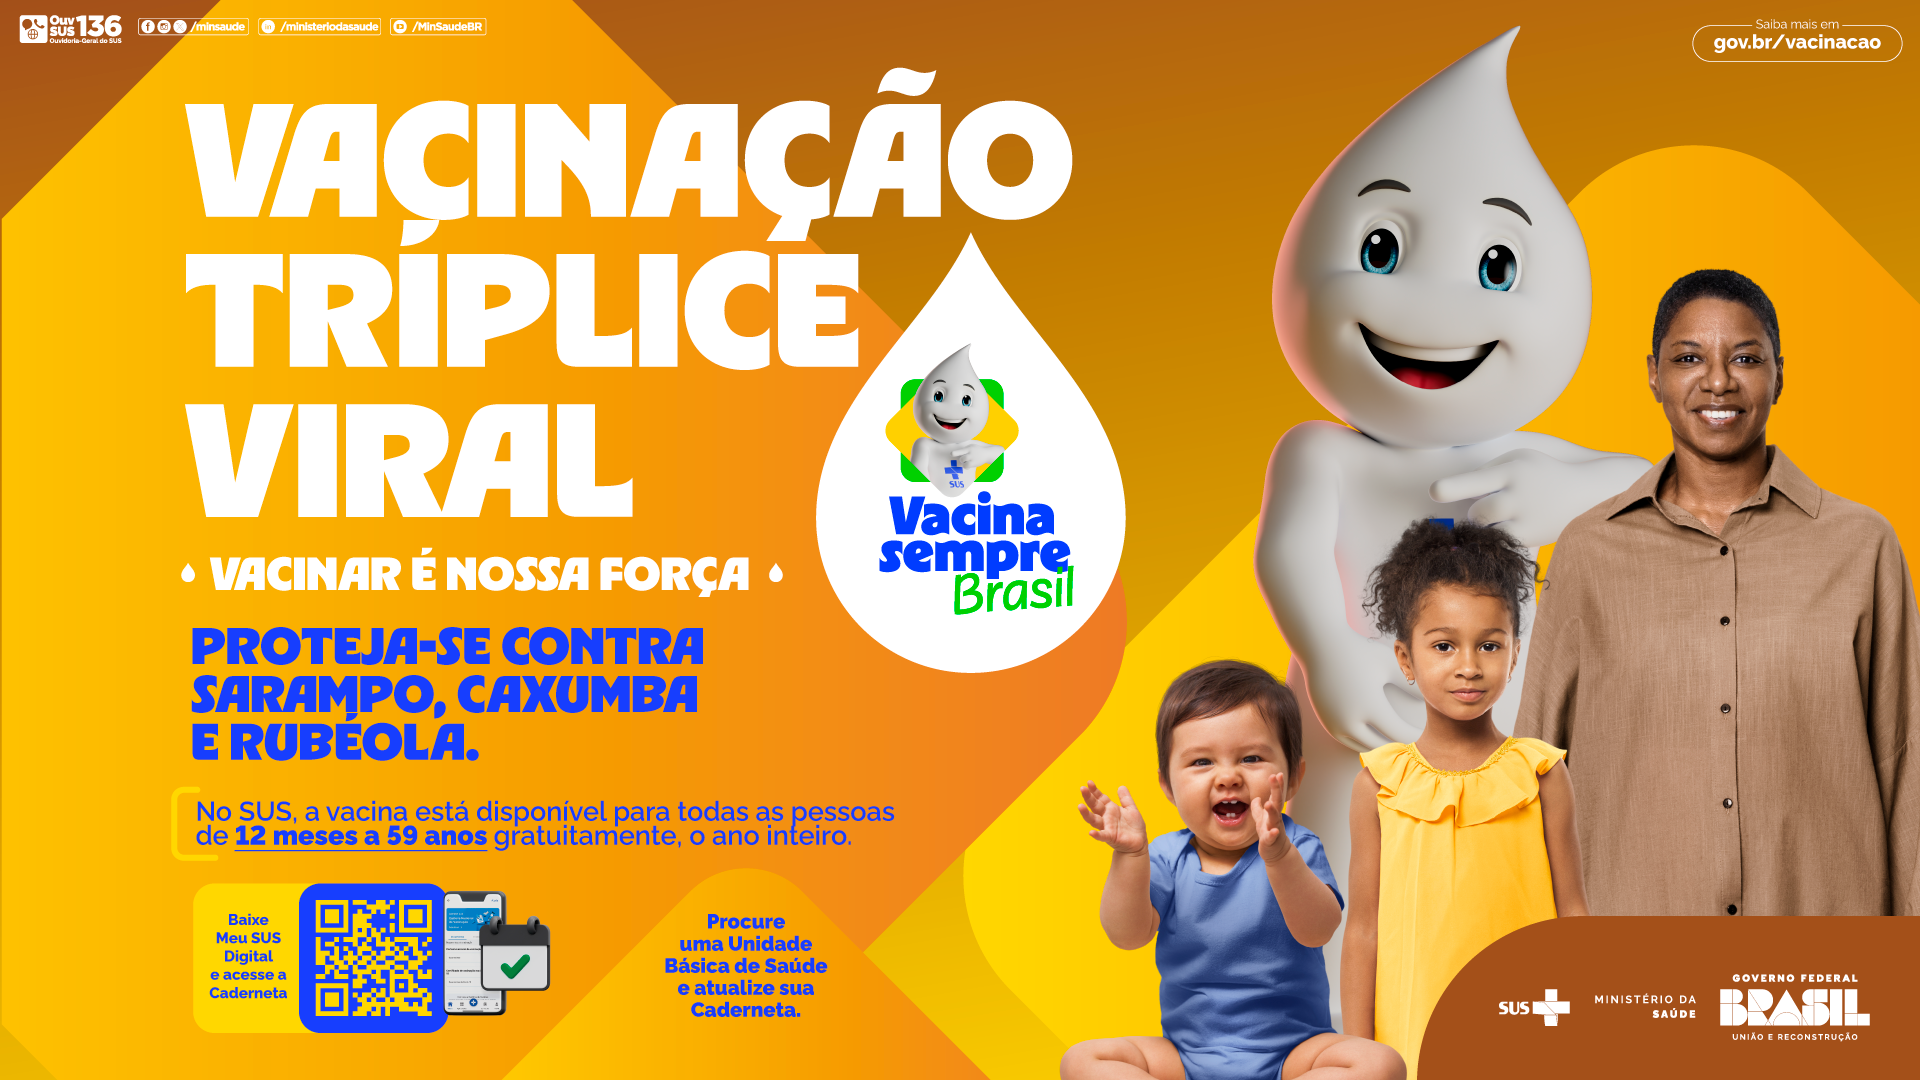 Ouv
SUS 136
Ouvidoria-Geral do SUS
/minsaude
/ministeriodasaude
/MinSaudeBR
Saiba mais em
gov.br/vacinacao
VACINAÇÃO
TRÍPLICE
VIRAL
VACINAR É NOSSA FORÇA
PROTEJA-SE CONTRA
SARAMPO, CAXUMBA
E RUBÉOLA.
No SUS, a vacina está disponível para todas as pessoas
de 12 meses a 59 anos gratuitamente, o ano inteiro.
SUS
Vacina
sempre
Brasil
Baixe
Meu SUS
Digital
e acesse a
Caderneta
Procure
uma Unidade
Básica de Saúde
e atualize sua
Caderneta.
SUS
MINISTÉRIO DA
SAÚDE
GOVERNO FEDERAL
BRASIL
UNIÃO E RECONSTRUÇÃO